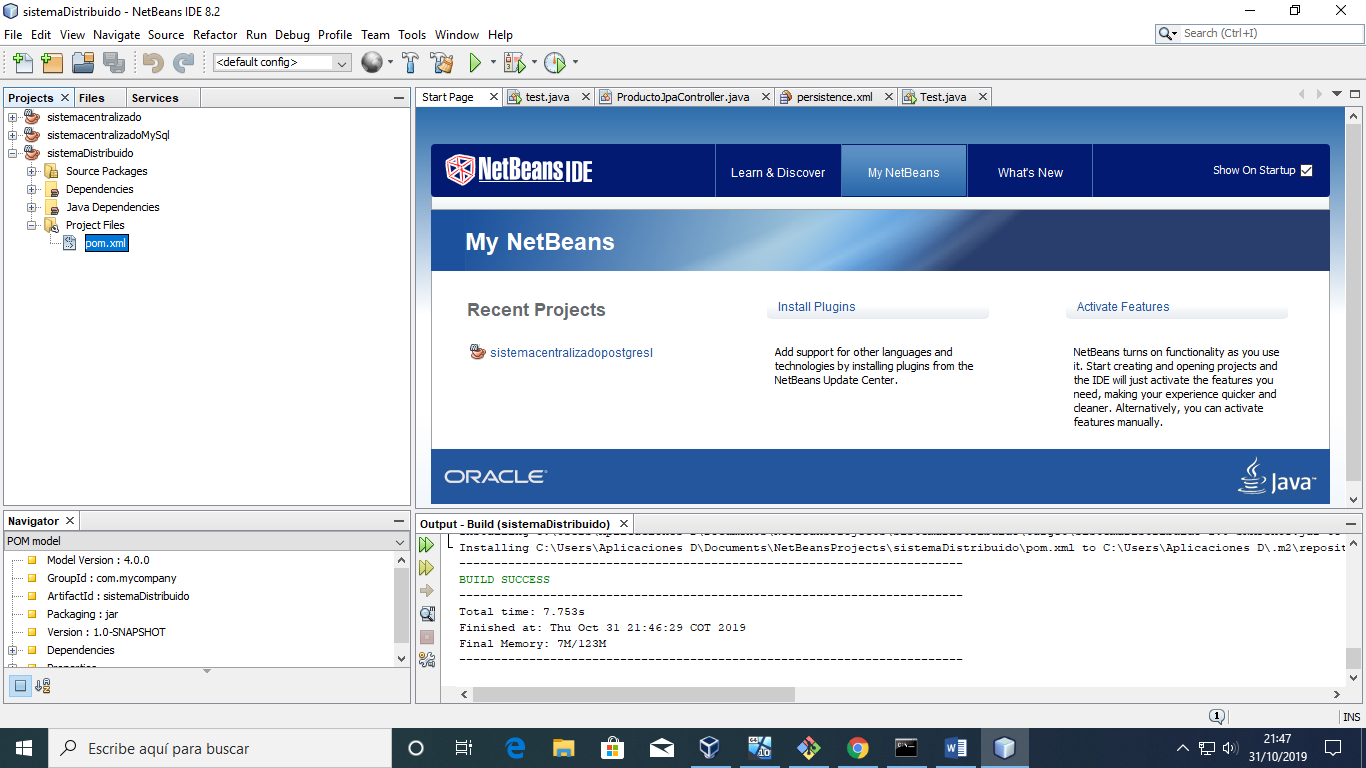 sistemaDistribuido - NetBeans IDE 8.2
File Edit View Navigate Source Refactor Run Debug Profile Team Tools Window Help
Search (Ctrl+I)
<default config>
Projects Files Services
sistemacentralizado
sistemacentralizadoMySql
sistemaDistribuido
Source Packages
Dependencies
Java Dependencies
Project Files
pom.xml
Start Page test.java ProductoJpaController.java persistence.xml Test.java
NetBeans IDE
Learn & Discover My NetBeans What's New Show On Startup
My NetBeans
Recent Projects
sistemacentralizadopostgresl
Install Plugins
Add support for other languages and
technologies by installing plugins from the
NetBeans Update Center.
Activate Features
NetBeans turns on functionality as you use
it. Start creating and opening projects and
the IDE will just activate the features you
need, making your experience quicker and
cleaner. Alternatively, you can activate
features manually.
ORACLE
Java
Navigator
POM model
Model Version : 4.0.0
GroupId : com.mycompany
ArtifactId : sistemaDistribuido
Packaging : jar
Version : 1.0-SNAPSHOT
Dependencies
Output - Build (sistemaDistribuido)
Installing C:\Users\Aplicaciones D\Documents\NetBeansProjects\sistemaDistribuido\pom.xml to C:\Users\Aplicaciones D\.m2\reposit
------------------------------------------------------------------------
BUILD SUCCESS
------------------------------------------------------------------------
Total time: 7.753s
Finished at: Thu Oct 31 21:46:29 COT 2019
Final Memory: 7M/123M
------------------------------------------------------------------------
1
INS
Escribe aquí para buscar
21:47
31/10/2019